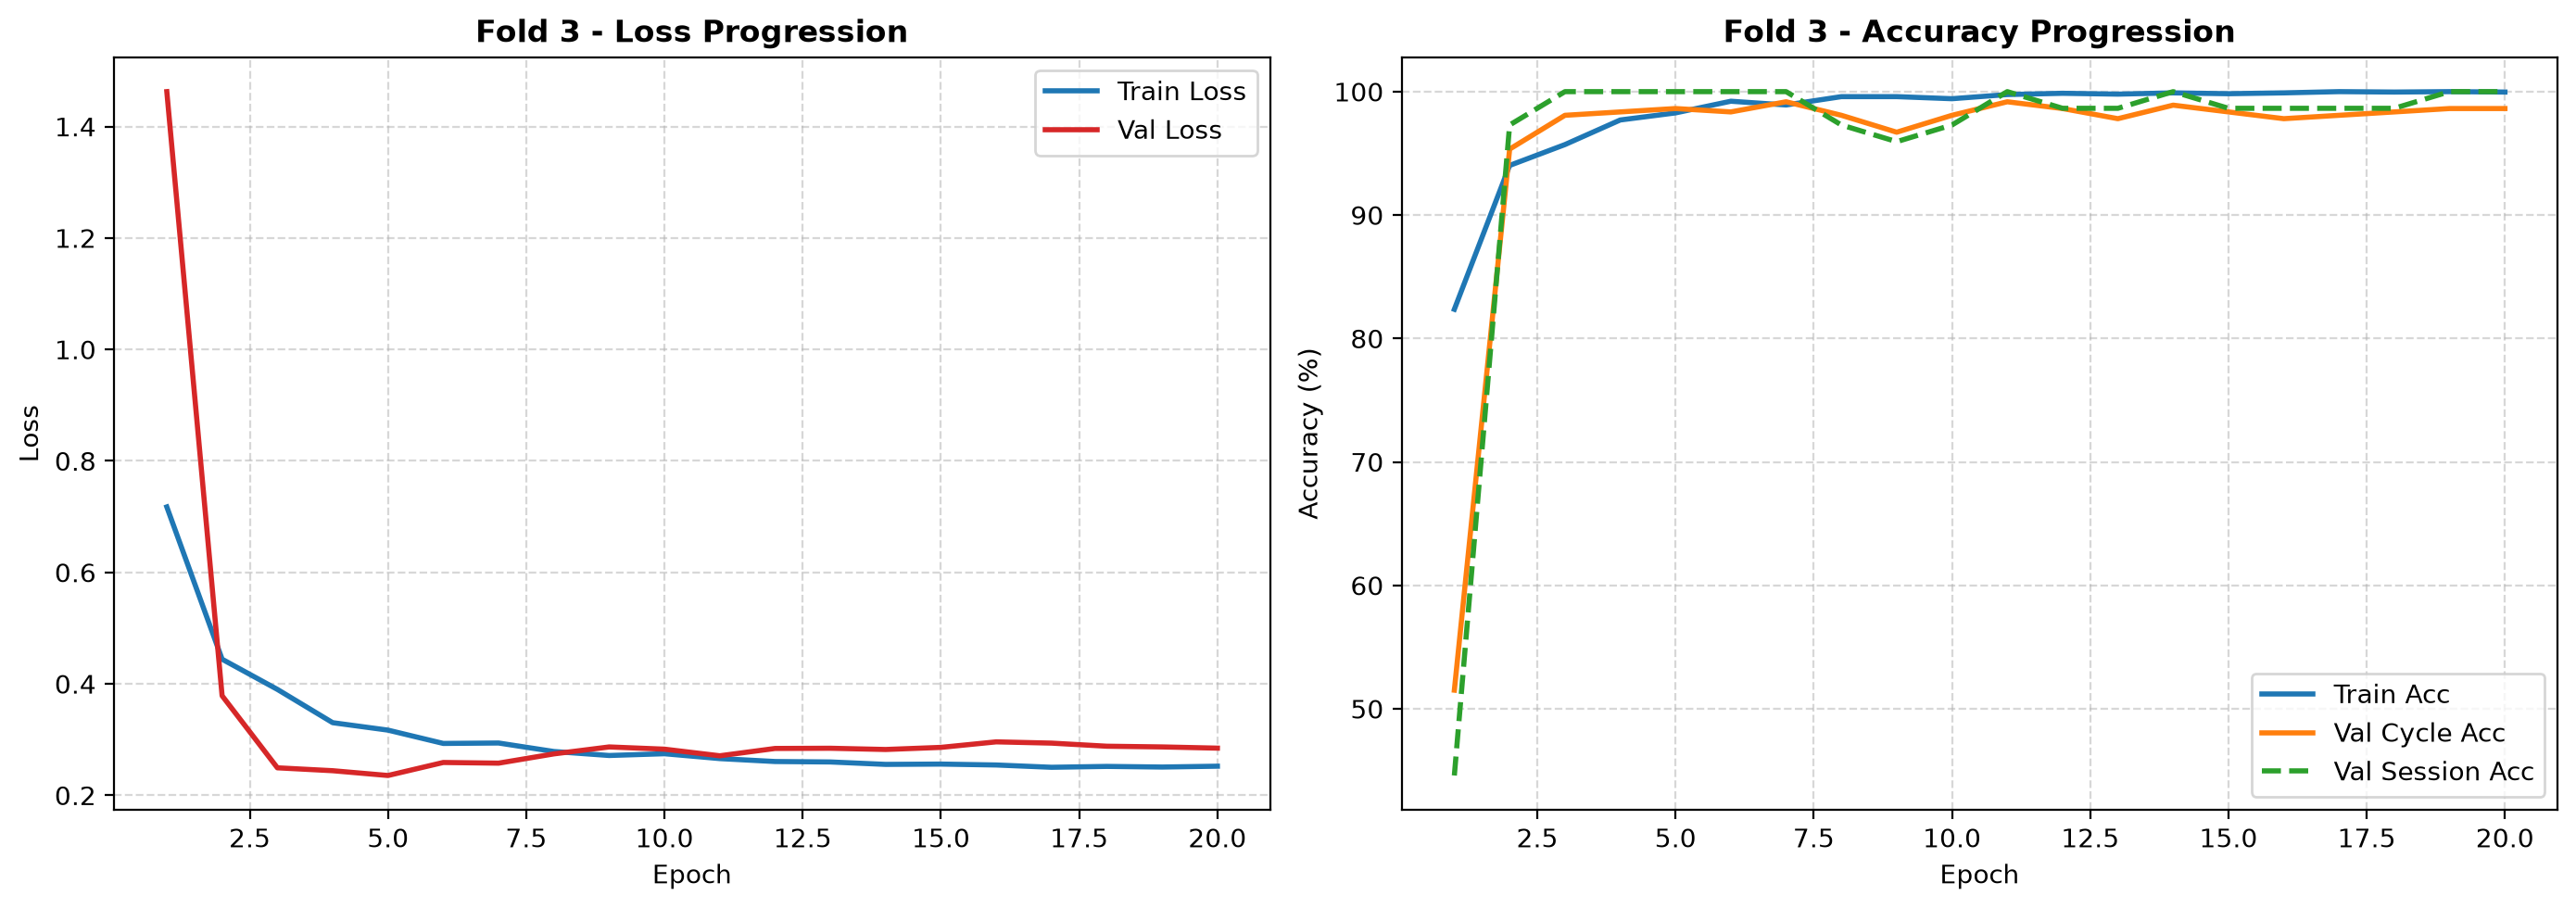 Fold 3 - Loss Progression
Train Loss
Val Loss
1.4
1.2
1.0
0.8
0.6
0.4
0.2
Loss
2.5 5.0 7.5 10.0 12.5 15.0 17.5 20.0
Epoch
Fold 3 - Accuracy Progression
100
90
80
70
60
50
Accuracy (%)
Train Acc
Val Cycle Acc
Val Session Acc
2.5 5.0 7.5 10.0 12.5 15.0 17.5 20.0
Epoch